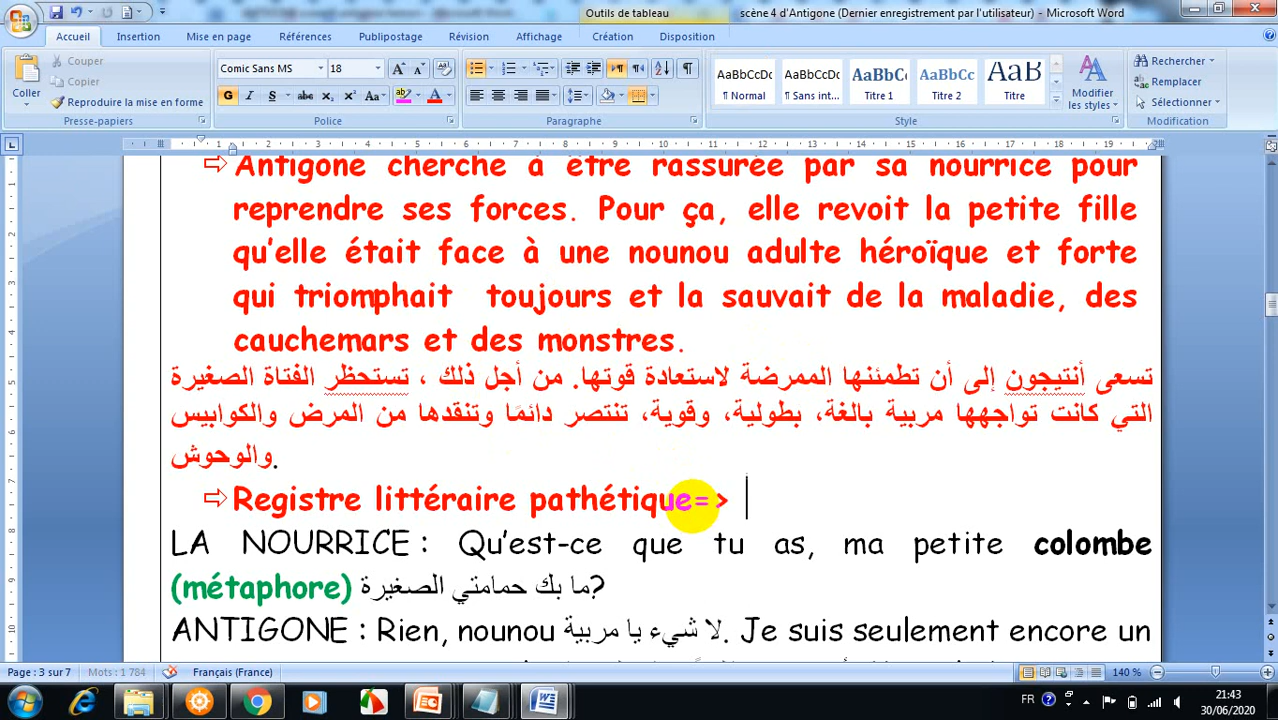 Outils de tableau
scène 4 d'Antigone (Dernier enregistrement par l'utilisateur) - Microsoft Word
Accueil Insertion Mise en page Références Publipostage Révision Affichage Création Disposition
Coller
Couper
Copier
Reproduire la mise en forme
Presse-papiers
Comic Sans MS 18
Police
Paragraphe
AaBbCcDc AaBbCcDc AaBbC AaBbCc AaB
¶ Normal ¶ Sans int... Titre 1 Titre 2 Titre
Modifier les styles
Style
Rechercher
Remplacer
Sélectionner
Modification
Antigone cherche à être rassurée par sa nourrice pour
reprendre ses forces. Pour ça, elle revoit la petite fille
qu'elle était face à une nounou adulte héroïque et forte
qui triomphait toujours et la sauvait de la maladie, des
cauchemars et des monstres.
تسعى أنتيجون إلى أن تطمئنها الممرضة لاستعادة قوتها. من أجل ذلك ، تستحظر الفتاة الصغيرة
التي كانت تواجهها مربية بالغة، بطولية، وقوية، تنتصر دائمًا وتنقدها من المرض والكوابيس
والوحوش.
Registre littéraire pathétique=>
LA NOURRICE : Qu'est-ce que tu as, ma petite colombe
(métaphore) ما بك حمامتي الصغيرة?
ANTIGONE : Rien, nounou لا شيء يا مربية. Je suis seulement encore un
Page : 3 sur 7 Mots : 1 784 Français (France) 140 %
FR 21:43
30/06/2020